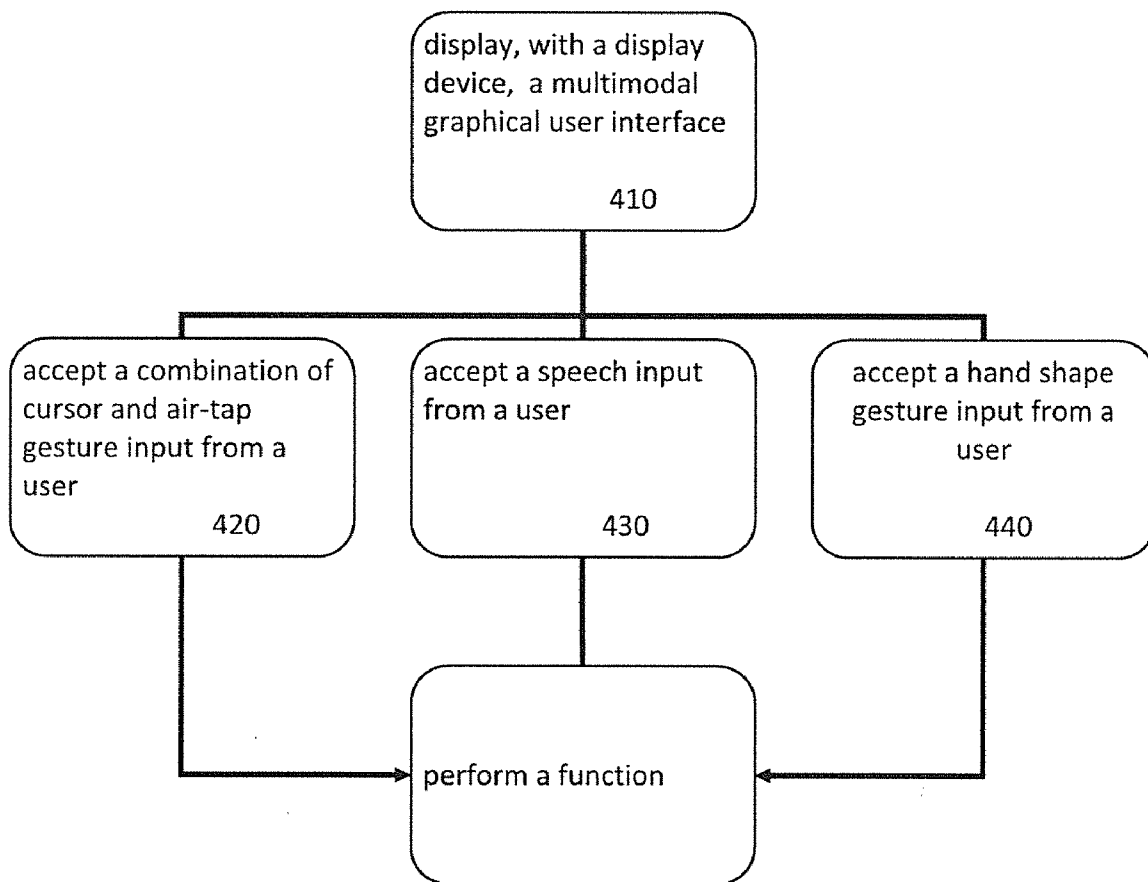 display, with a display
device, a multimodal
graphical user interface
410
accept a combination of
cursor and air-tap
gesture input from a
user
420
accept a speech input
from a user
430
accept a hand shape
gesture input from a
user
440
perform a function